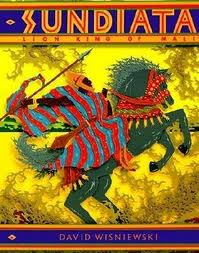 SUNDIATA
LION KING OF MALI
DAVID WISNIEWSKI